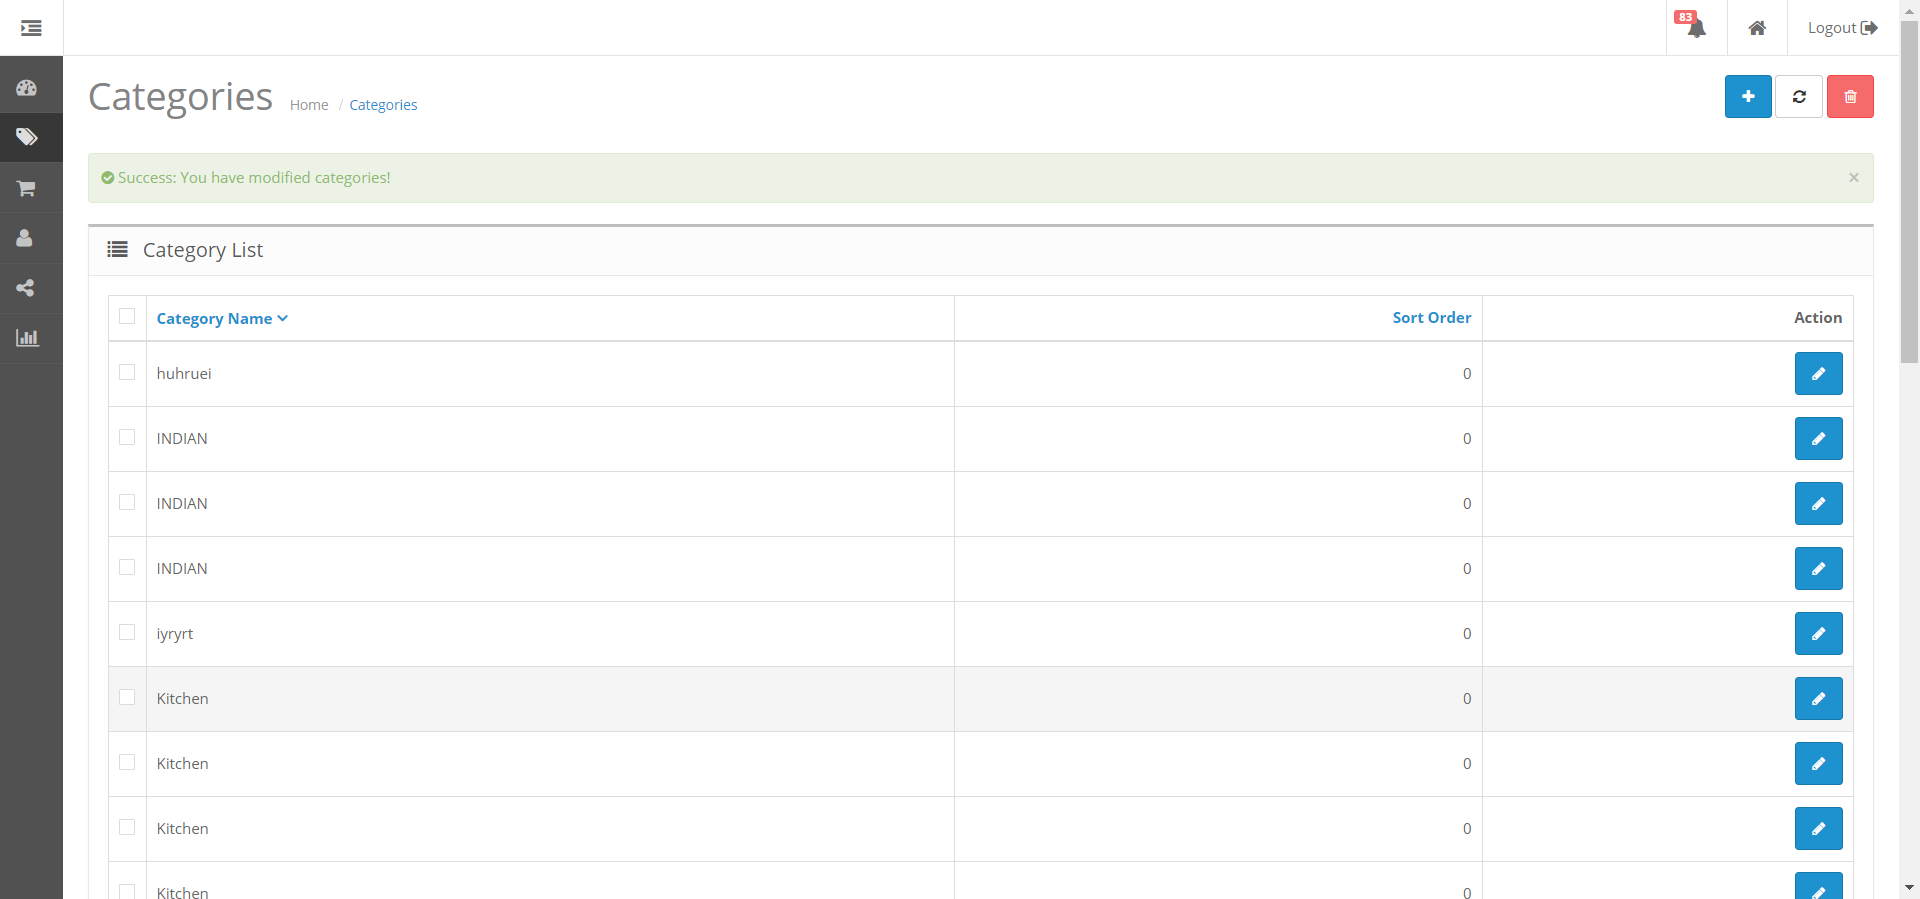 83
Logout
Categories
Home / Categories
Success: You have modified categories!
×
Category List
Category Name Sort Order Action
huhruei 0
INDIAN 0
INDIAN 0
INDIAN 0
iyryrt 0
Kitchen 0
Kitchen 0
Kitchen 0
Kitchen 0